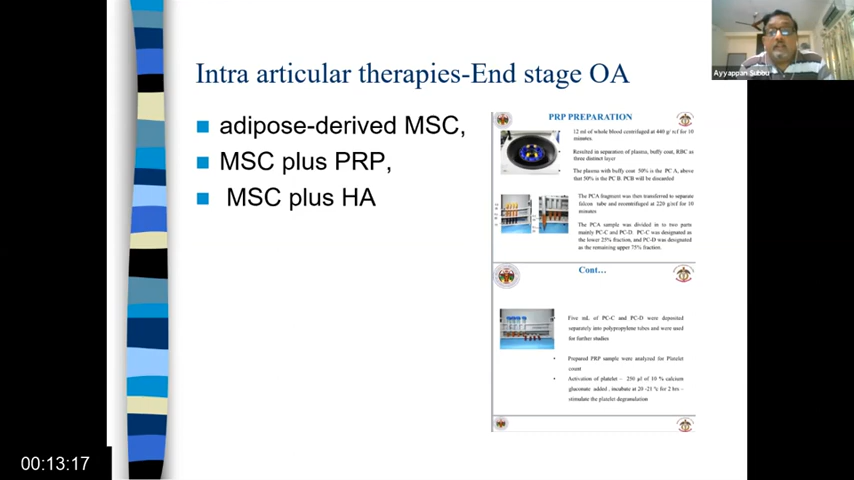 Intra articular therapies-End stage OA
adipose-derived MSC,
MSC plus PRP,
MSC plus HA
PRP PREPARATION
12 ml of whole blood centrifuged at 440 g/ rcf for 10
minutes.
Resulted in separation of plasma, buffy coat, RBC as
three distinct layer
The plasma with buffy coat 50% is the PC A, above
that 50% is the PC B. PCB will be discarded
The PCA fragment was then transferred to separate
falcon tube and recentrifuged at 220 g/rcf for 10
minutes
The PCA sample was divided in to two parts
mainly PC-C and PC-D. PC-C was designated as
the lower 25% fraction, and PC-D was designated
as the remaining upper 75% fraction.
Cont...
Five mL of PC-C and PC-D were deposited
separately into polypropylene tubes and were used
for further studies
Prepared PRP sample were analyzed for Platelet
count
Activation of platelet – 250 µl of 10 % calcium
gluconate added , incubate at 20 -21 °c for 2 hrs –
stimulate the platelet degranulation
Ayyappan Subbu
00:13:17